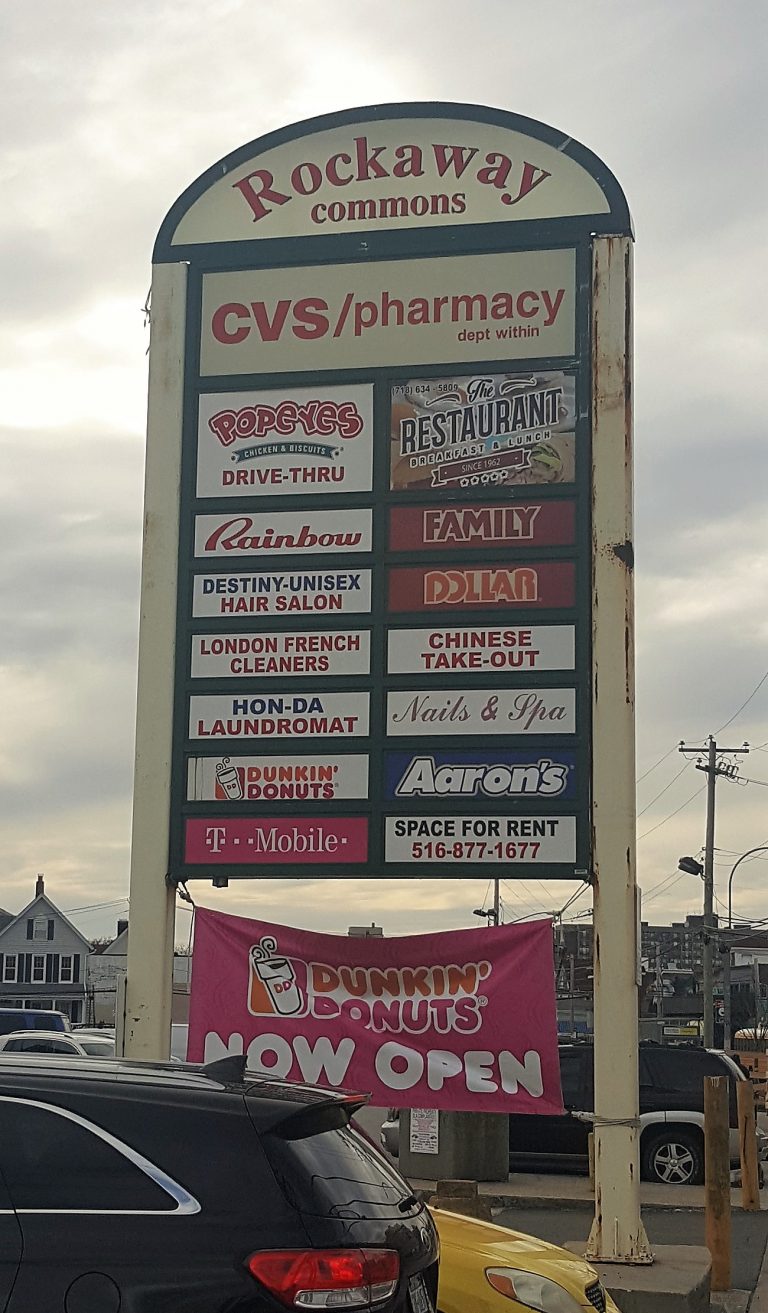 Rockaway
commons
CVS/pharmacy
dept within
POPEYES
CHICKEN & BISCUITS
DRIVE-THRU
(718) 634 - 5809
The
RESTAURANT
BREAKFAST & LUNCH
SINCE 1962
Rainbow
FAMILY
DESTINY-UNISEX
HAIR SALON
DOLLAR
LONDON FRENCH
CLEANERS
CHINESE
TAKE-OUT
HON-DA
LAUNDROMAT
Nails & Spa
DUNKIN'
DONUTS
Aaron's
T··Mobile·
SPACE FOR RENT
516-877-1677
DD
DUNKIN'
DONUTS
NOW OPEN